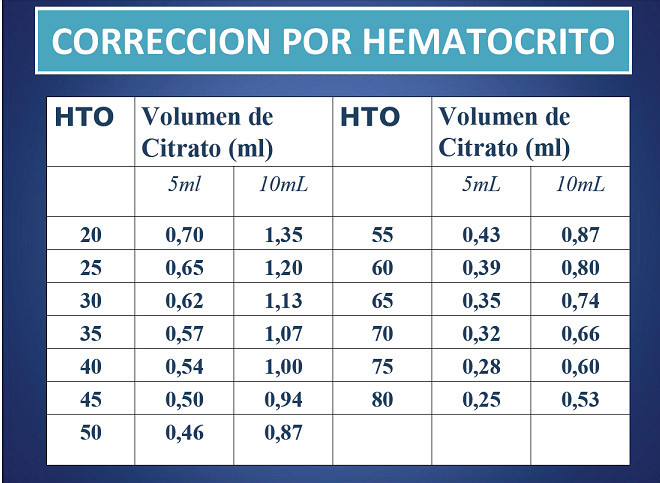 CORRECCION POR HEMATOCRITO
HTO Volumen de Citrato (ml) HTO Volumen de Citrato (ml)
5ml 10mL 5mL 10mL
20 0,70 1,35 55 0,43 0,87
25 0,65 1,20 60 0,39 0,80
30 0,62 1,13 65 0,35 0,74
35 0,57 1,07 70 0,32 0,66
40 0,54 1,00 75 0,28 0,60
45 0,50 0,94 80 0,25 0,53
50 0,46 0,87